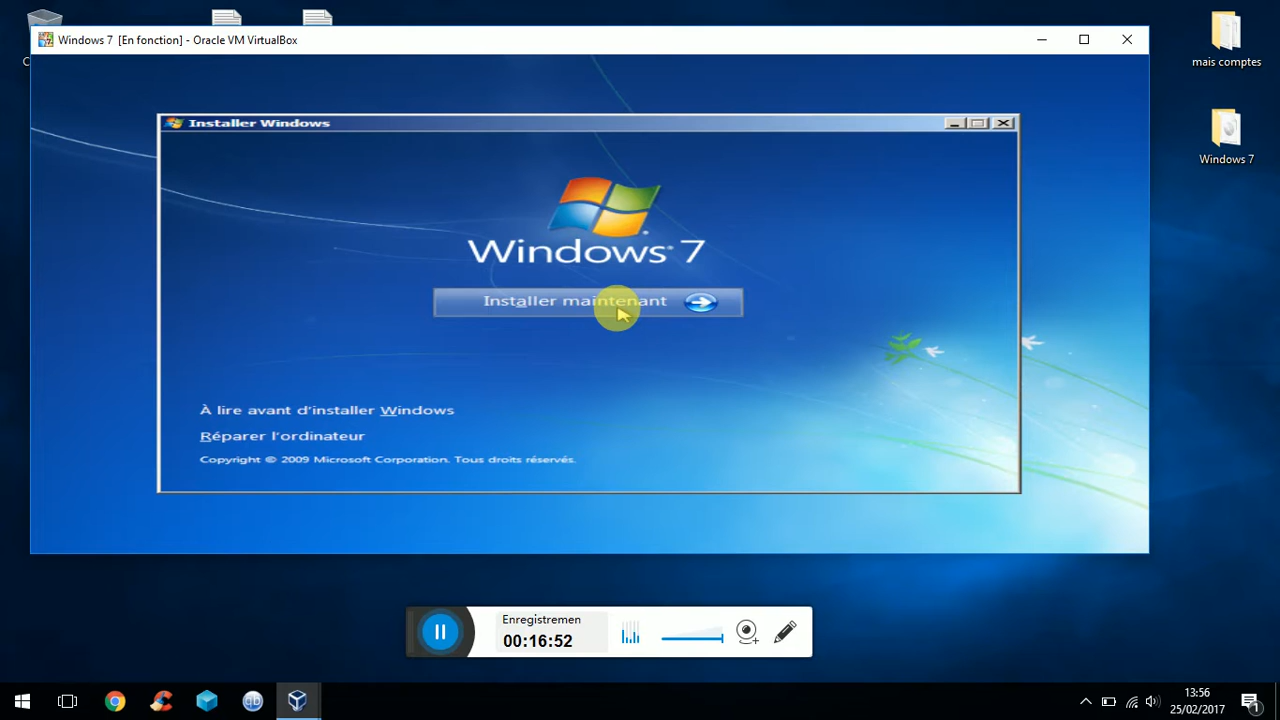 Windows 7 [En fonction] - Oracle VM VirtualBox
mais comptes
Windows 7
Installer Windows
Windows 7
Installer maintenant
À lire avant d'installer Windows
Réparer l'ordinateur
Copyright © 2009 Microsoft Corporation. Tous droits réservés.
Enregistremen
00:16:52
13:56
25/02/2017
1